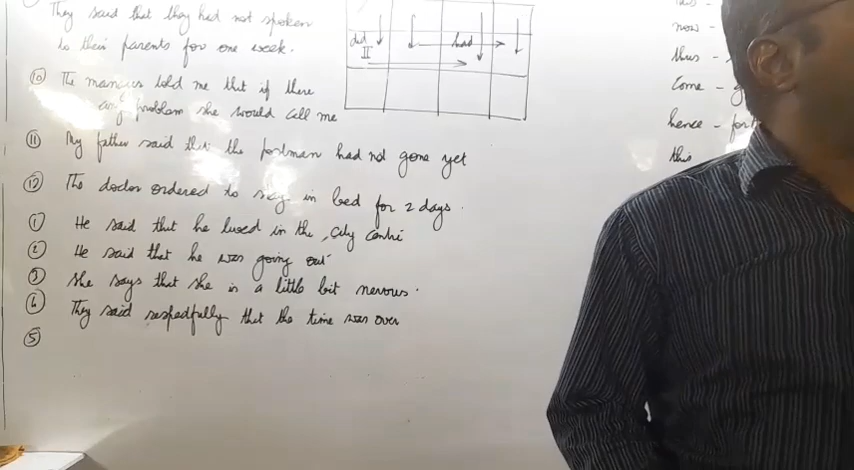 They said that they had not spoken
to their parents for one week.
did
II
had
⑩ The manager told me that if there
any problem she would call me
⑪ My father said that the postman had not gone yet
⑫ The doctor ordered to stay in bed for 2 days.
① He said that he lived in the city centre
② He said that he was going out
③ She says that she is a little bit nervous.
④ They said respectfully that the time was over
⑤
now -
thus -
Come - g
hence - for
this